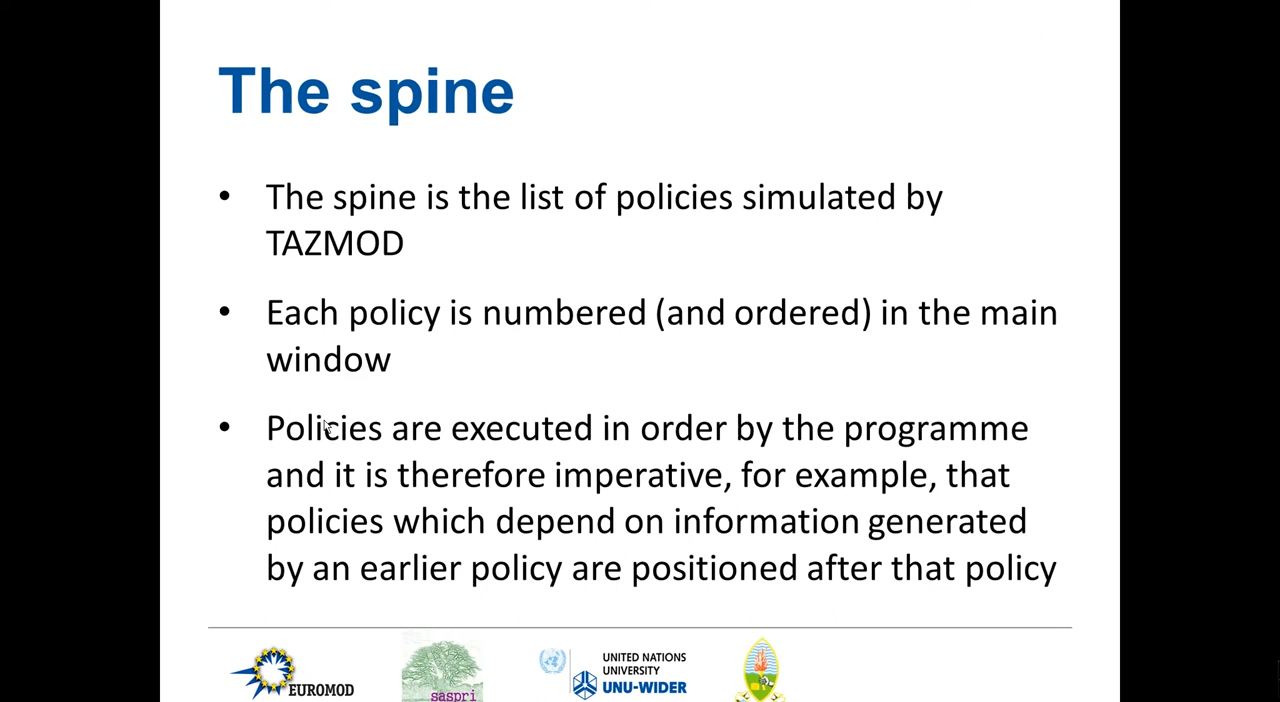 The spine
• The spine is the list of policies simulated by
TAZMOD
• Each policy is numbered (and ordered) in the main
window
• Policies are executed in order by the programme
and it is therefore imperative, for example, that
policies which depend on information generated
by an earlier policy are positioned after that policy
EUROMOD
saspri
UNITED NATIONS
UNIVERSITY
UNU-WIDER